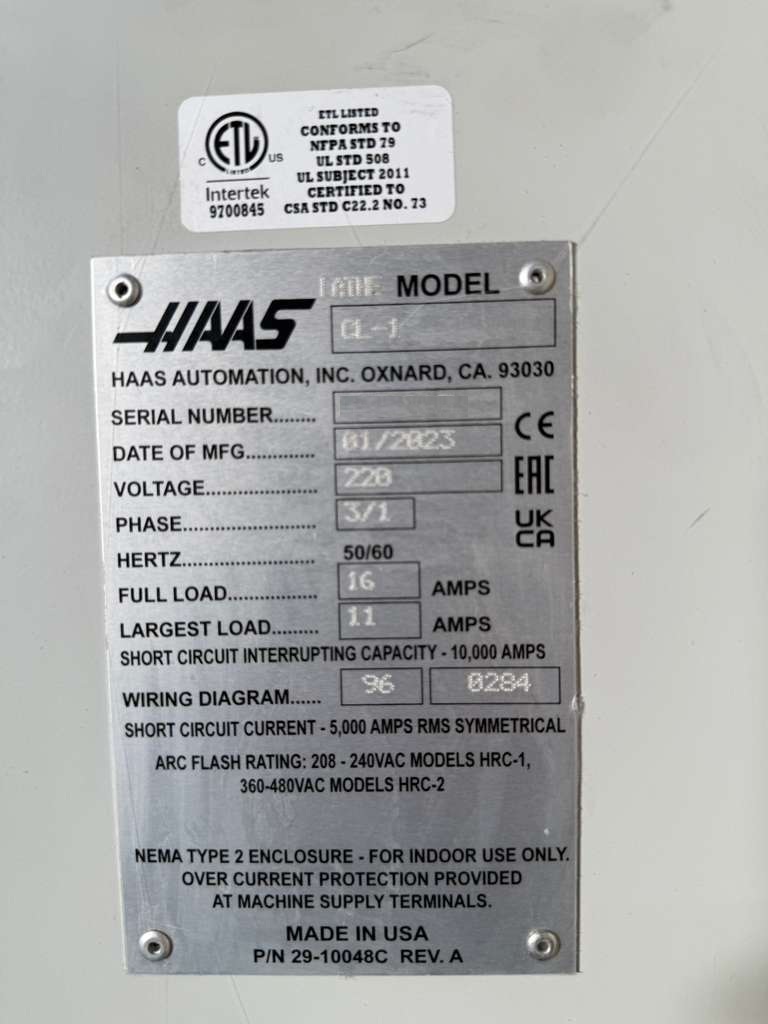 ETL LISTED
CONFORMS TO
NFPA STD 79
UL STD 508
UL SUBJECT 2011
CERTIFIED TO
CSA STD C22.2 NO. 73
C ETL US
LISTED
Intertek
9700845
LATHE MODEL
HAAS
CL-1
HAAS AUTOMATION, INC. OXNARD, CA. 93030
SERIAL NUMBER........
DATE OF MFG............. 01/2023
CE
VOLTAGE..................... 220
EAC
PHASE......................... 3/1
UK
CA
HERTZ......................... 50/60
FULL LOAD................. 16 AMPS
LARGEST LOAD......... 11 AMPS
SHORT CIRCUIT INTERRUPTING CAPACITY - 10,000 AMPS
WIRING DIAGRAM...... 96 0284
SHORT CIRCUIT CURRENT - 5,000 AMPS RMS SYMMETRICAL
ARC FLASH RATING: 208 - 240VAC MODELS HRC-1,
360-480VAC MODELS HRC-2
NEMA TYPE 2 ENCLOSURE - FOR INDOOR USE ONLY.
OVER CURRENT PROTECTION PROVIDED
AT MACHINE SUPPLY TERMINALS.
MADE IN USA
P/N 29-10048C REV. A